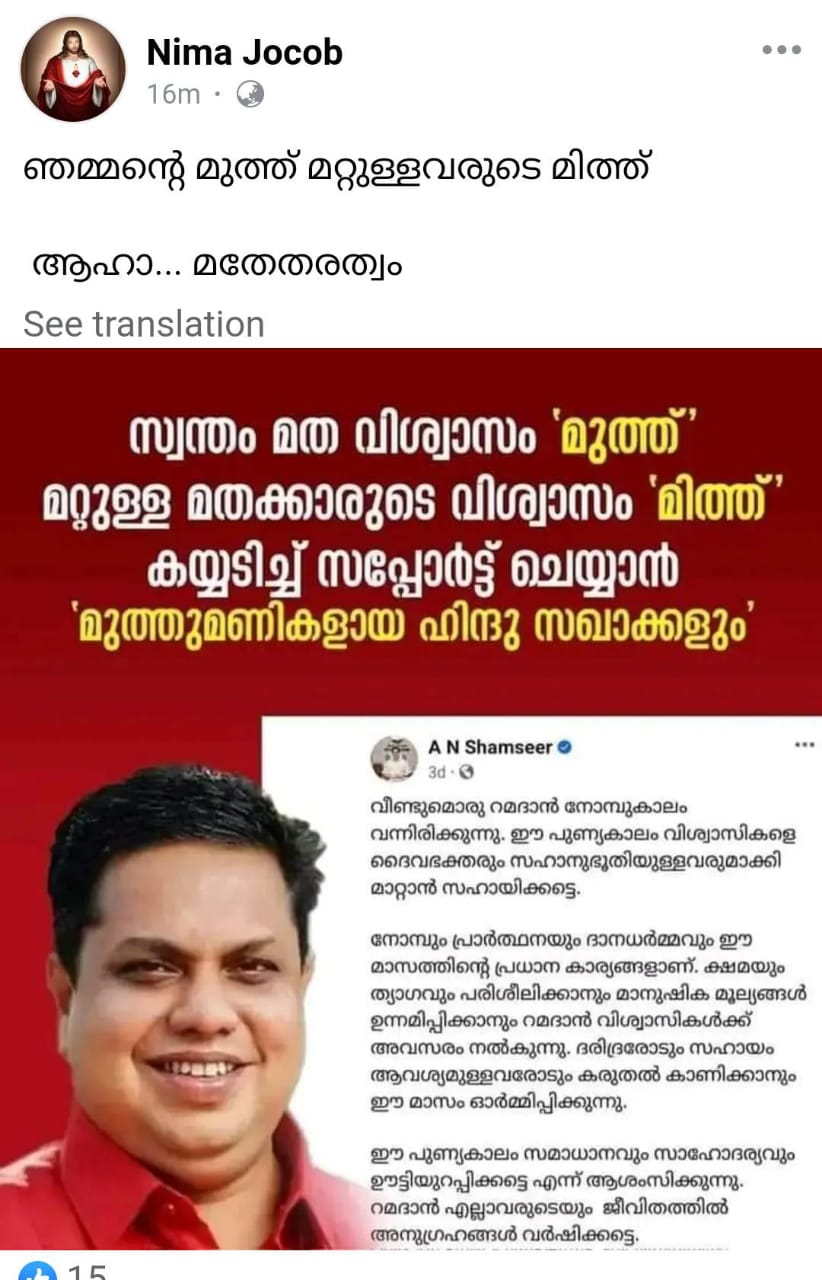 Nima Jocob
16m ·
ഞമ്മന്റെ മുത്ത് മറ്റുള്ളവരുടെ മിത്ത്
ആഹാ... മതേതരത്വം
See translation
സ്വന്തം മത വിശ്വാസം 'മുത്ത്'
മറ്റുള്ള മതക്കാരുടെ വിശ്വാസം 'മിത്ത്'
കയ്യടിച്ച് സപ്പോർട്ട് ചെയ്യാൻ
'മുത്തുമണികളായ ഹിന്ദു സഖാക്കളും'
A N Shamseer
3d ·
വീണ്ടുമൊരു റമദാൻ നോമ്പുകാലം
വന്നിരിക്കുന്നു. ഈ പുണ്യകാലം വിശ്വാസികളെ
ദൈവഭക്തരും സഹാനുഭൂതിയുള്ളവരുമാക്കി
മാറ്റാൻ സഹായിക്കട്ടെ.
നോമ്പും പ്രാർത്ഥനയും ദാനധർമ്മവും ഈ
മാസത്തിന്റെ പ്രധാന കാര്യങ്ങളാണ്. ക്ഷമയും
ത്യാഗവും പരിശീലിക്കാനും മാനുഷിക മൂല്യങ്ങൾ
ഉന്നമിപ്പിക്കാനും റമദാൻ വിശ്വാസികൾക്ക്
അവസരം നൽകുന്നു. ദരിദ്രരോടും സഹായം
ആവശ്യമുള്ളവരോടും കരുതൽ കാണിക്കാനും
ഈ മാസം ഓർമ്മിപ്പിക്കുന്നു.
ഈ പുണ്യകാലം സമാധാനവും സാഹോദര്യവും
ഊട്ടിയുറപ്പിക്കട്ടെ എന്ന് ആശംസിക്കുന്നു.
റമദാൻ എല്ലാവരുടെയും ജീവിതത്തിൽ
അനുഗ്രഹങ്ങൾ വർഷിക്കട്ടെ.
15